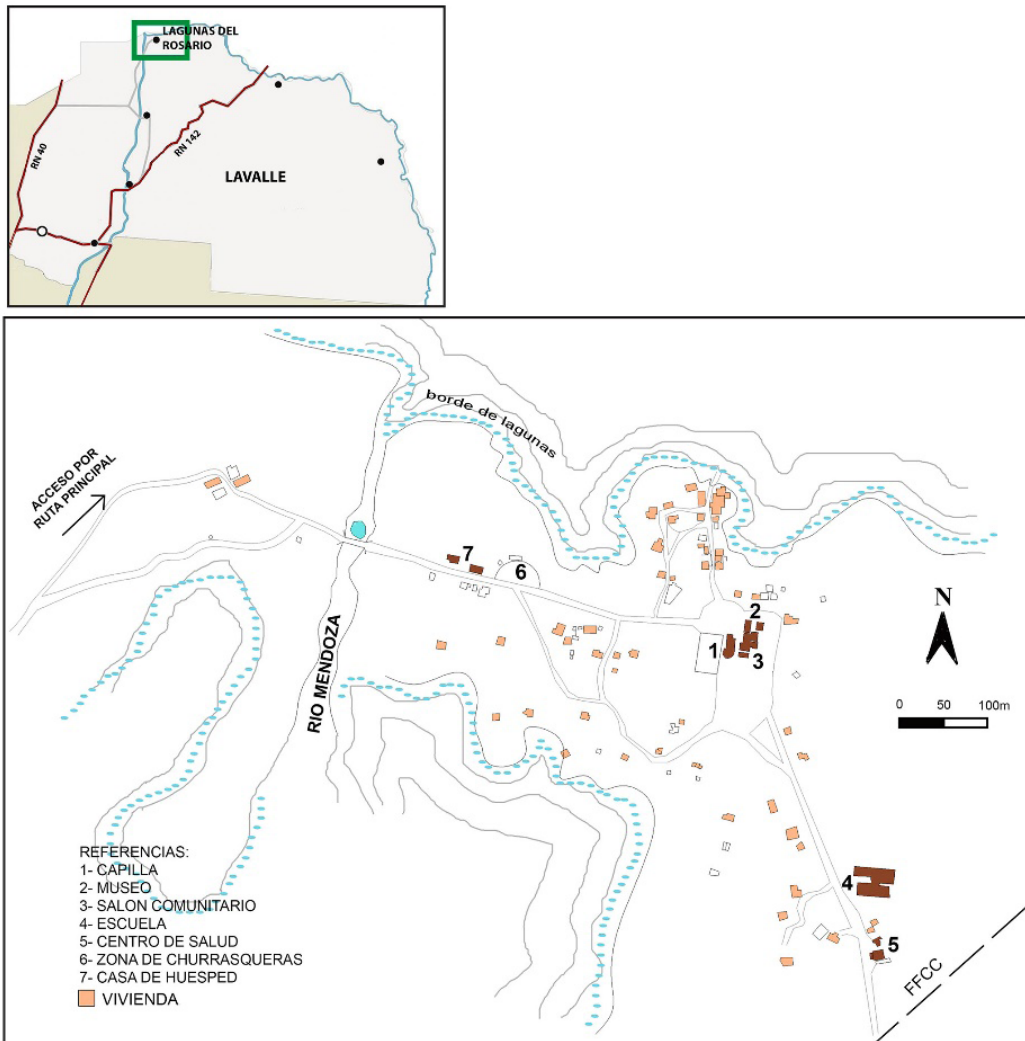 LAGUNAS DEL
ROSARIO
RN 40
RN 142
LAVALLE
borde de lagunas
ACCESO POR
RUTA PRINCIPAL
7
6
RIO MENDOZA
2
1
3
N
0 50 100m
4
5
FFCC
REFERENCIAS:
1- CAPILLA
2- MUSEO
3- SALON COMUNITARIO
4- ESCUELA
5- CENTRO DE SALUD
6- ZONA DE CHURRASQUERAS
7- CASA DE HUESPED
VIVIENDA